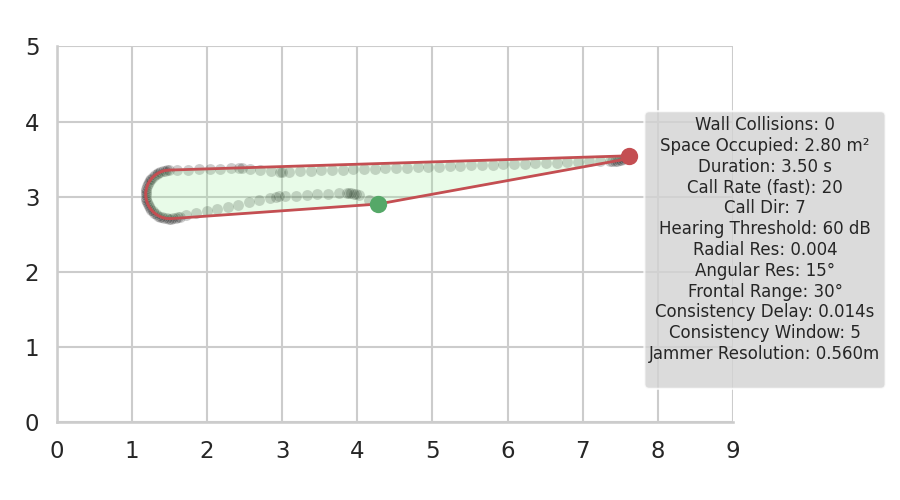 5
4
3
2
1
0
0 1 2 3 4 5 6 7 8 9
Wall Collisions: 0
Space Occupied: 2.80 m²
Duration: 3.50 s
Call Rate (fast): 20
Call Dir: 7
Hearing Threshold: 60 dB
Radial Res: 0.004
Angular Res: 15°
Frontal Range: 30°
Consistency Delay: 0.014s
Consistency Window: 5
Jammer Resolution: 0.560m